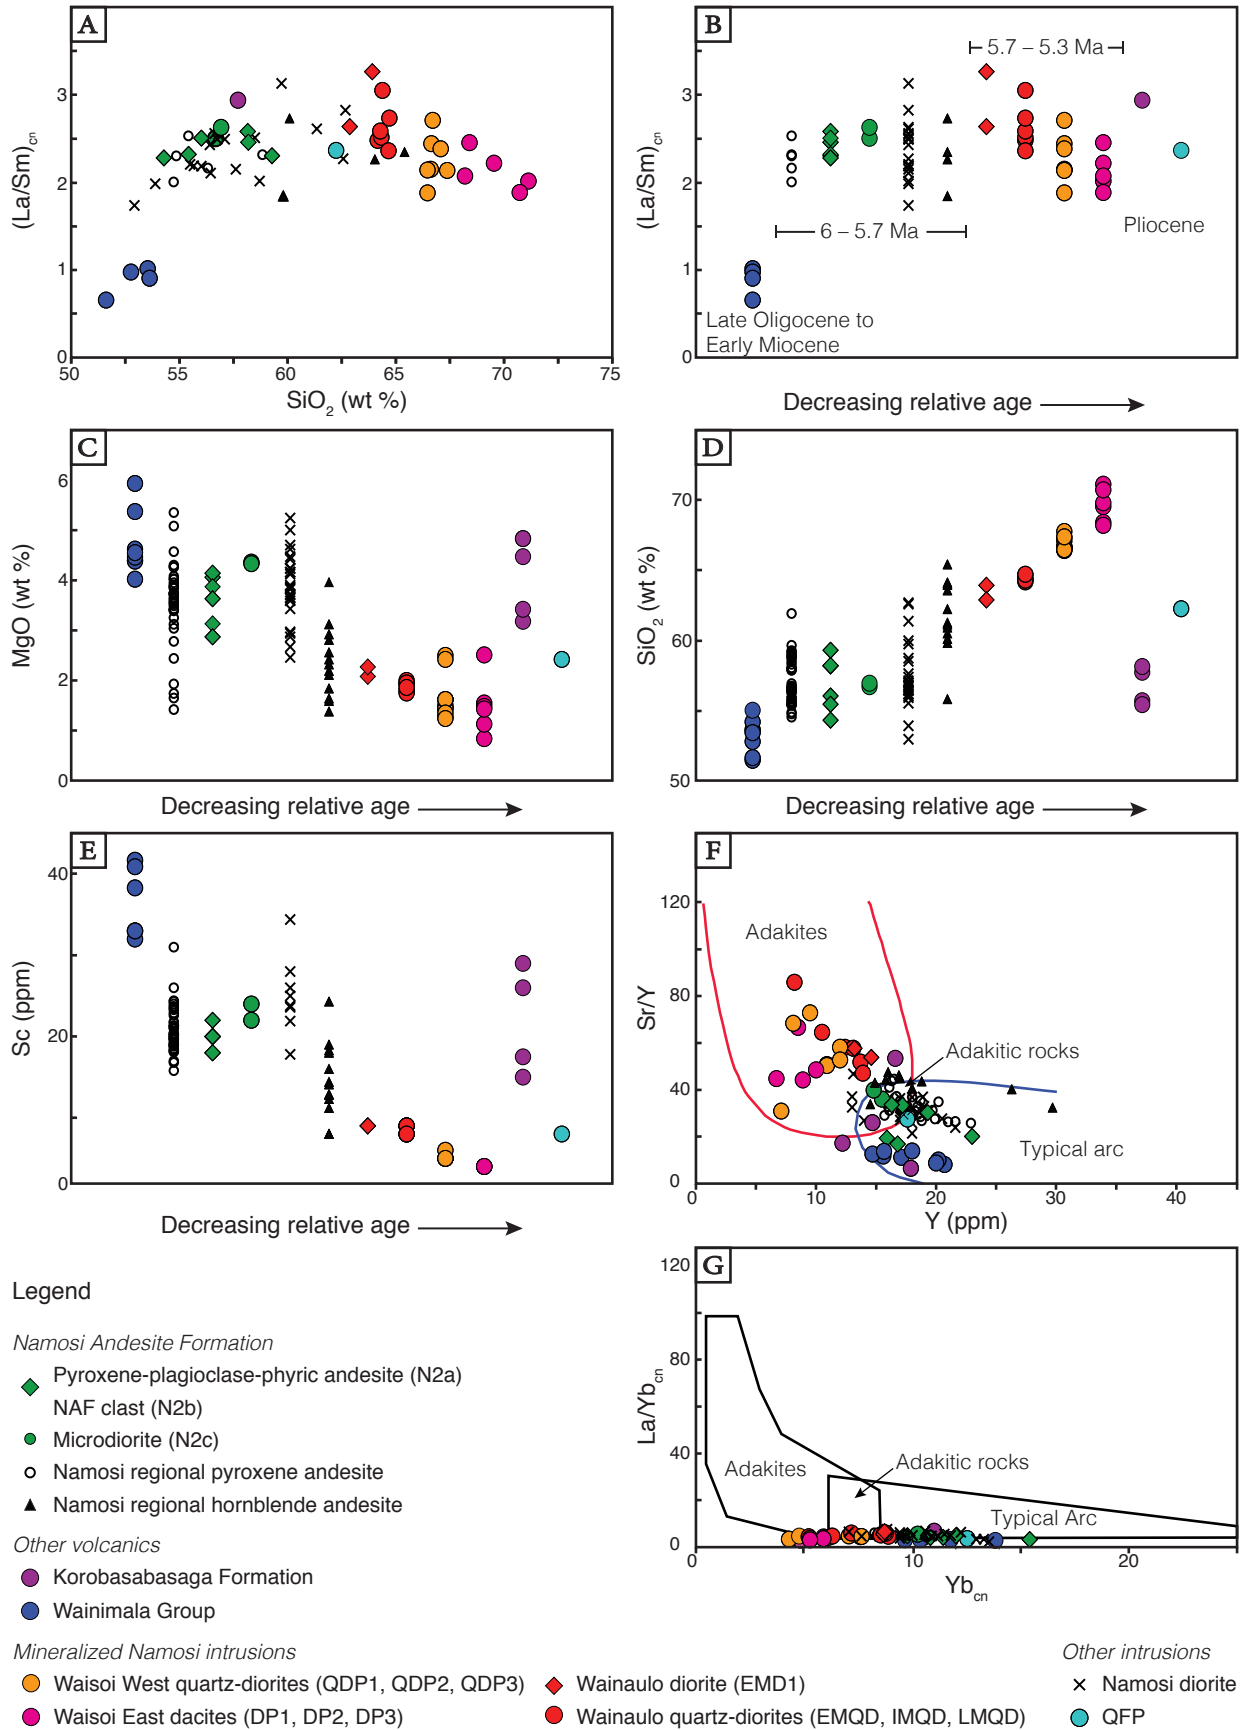 A
3
2
1
0
(La/Sm)cn
50
55
60
65
70
75
SiO2 (wt %)
B
5.7 – 5.3 Ma
6 – 5.7 Ma
Pliocene
Late Oligocene to
Early Miocene
3
2
1
0
(La/Sm)cn
Decreasing relative age
C
6
4
2
0
MgO (wt %)
Decreasing relative age
D
70
60
50
SiO2 (wt %)
Decreasing relative age
E
40
20
0
Sc (ppm)
Decreasing relative age
F
Adakites
Adakitic rocks
Typical arc
120
80
40
0
Sr/Y
0
10
20
30
40
Y (ppm)
G
Adakites
Adakitic rocks
Typical Arc
120
80
40
0
La/Ybcn
0
10
20
Ybcn
Legend
Namosi Andesite Formation
Pyroxene-plagioclase-phyric andesite (N2a)
NAF clast (N2b)
Microdiorite (N2c)
Namosi regional pyroxene andesite
Namosi regional hornblende andesite
Other volcanics
Korobasabasaga Formation
Wainimala Group
Mineralized Namosi intrusions
Waisoi West quartz-diorites (QDP1, QDP2, QDP3)
Waisoi East dacites (DP1, DP2, DP3)
Wainaulo diorite (EMD1)
Wainaulo quartz-diorites (EMQD, IMQD, LMQD)
Other intrusions
Namosi diorite
QFP